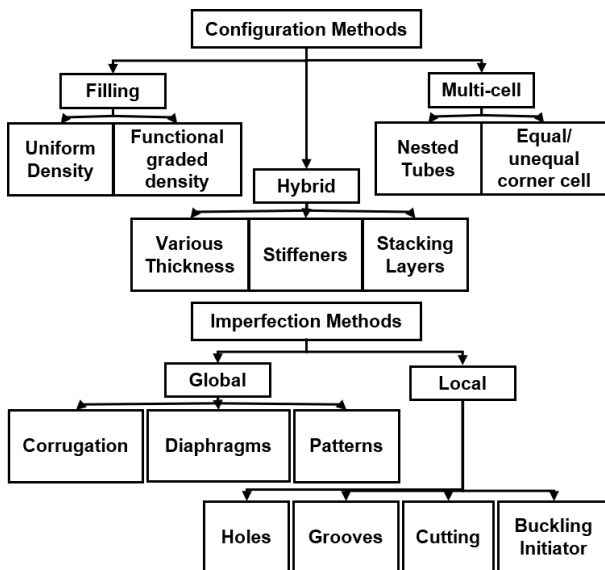 Configuration Methods
Filling
Multi-cell
Uniform
Density
Functional
graded
density
Nested
Tubes
Equal/
unequal
corner cell
Hybrid
Various
Thickness
Stiffeners
Stacking
Layers
Imperfection Methods
Global
Local
Corrugation
Diaphragms
Patterns
Holes
Grooves
Cutting
Buckling
Initiator